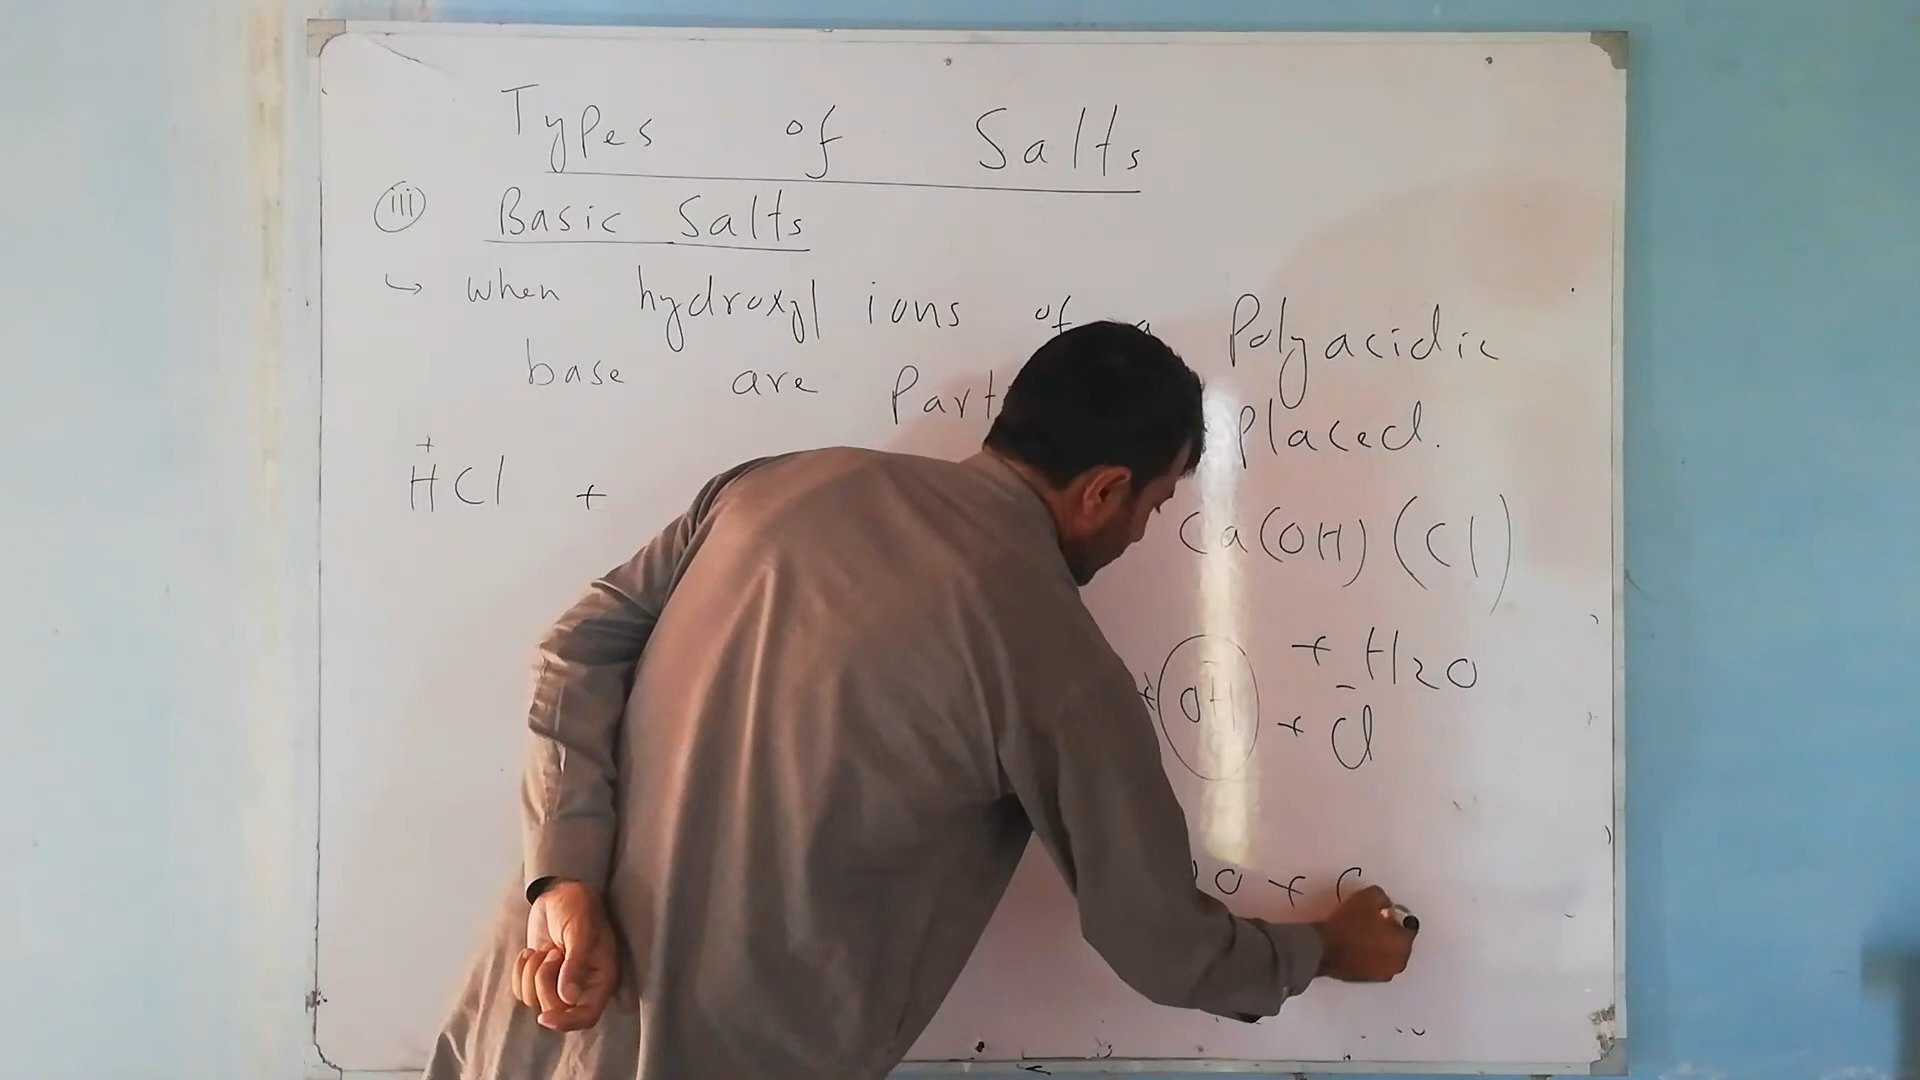 Types of Salts
iii Basic Salts
↪ when hydroxyl ions of a Polyacidic
base are Part placed.
H⁺Cl + Ca(OH)(Cl)
+ H2O
+ OH⁻ + Cl⁻
O +